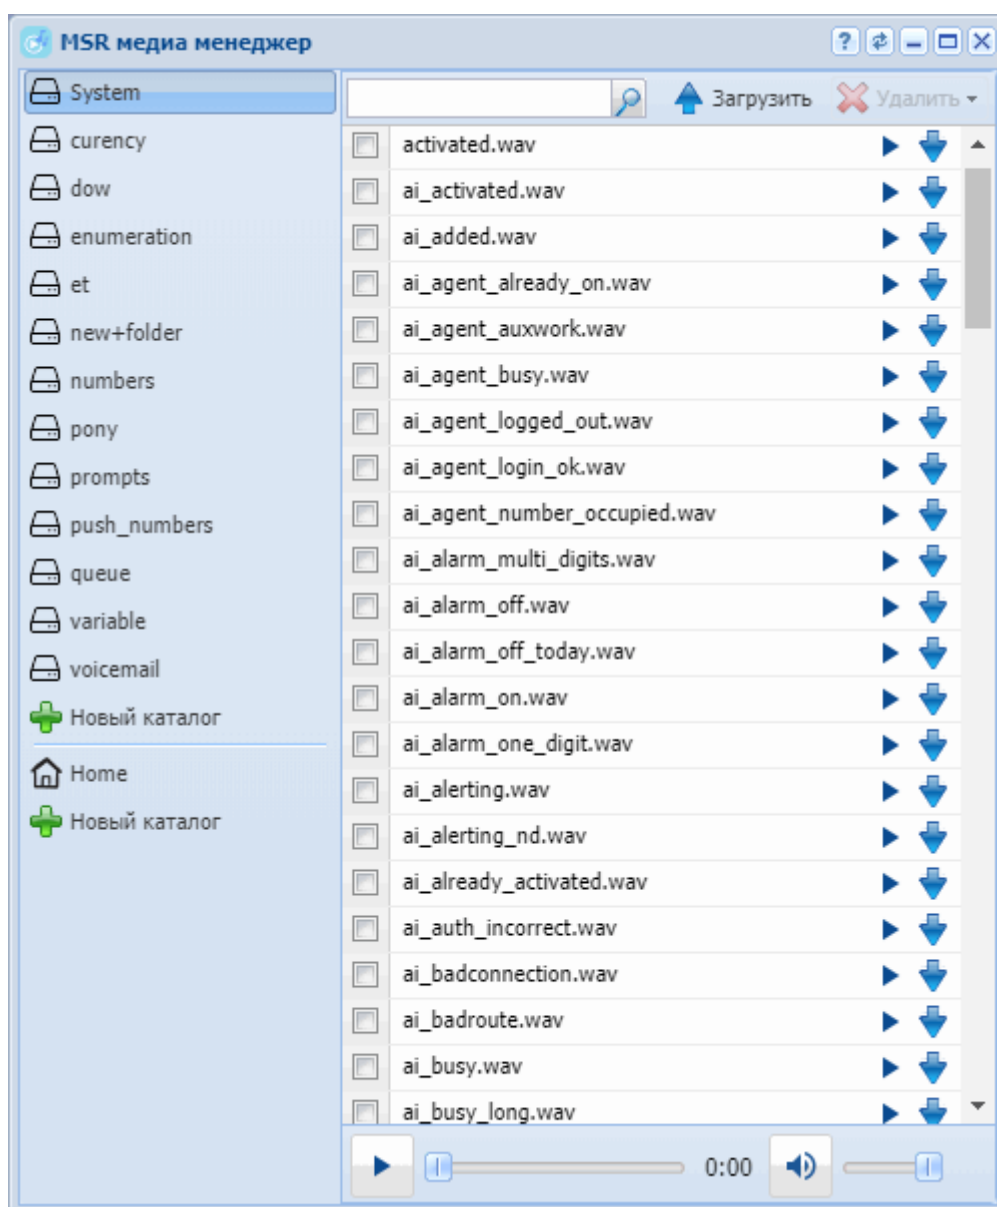 MSR медиа менеджер
System
curency
dow
enumeration
et
new+folder
numbers
pony
prompts
push_numbers
queue
variable
voicemail
Новый каталог
Home
Новый каталог
Загрузить Удалить
activated.wav
ai_activated.wav
ai_added.wav
ai_agent_already_on.wav
ai_agent_auxwork.wav
ai_agent_busy.wav
ai_agent_logged_out.wav
ai_agent_login_ok.wav
ai_agent_number_occupied.wav
ai_alarm_multi_digits.wav
ai_alarm_off.wav
ai_alarm_off_today.wav
ai_alarm_on.wav
ai_alarm_one_digit.wav
ai_alerting.wav
ai_alerting_nd.wav
ai_already_activated.wav
ai_auth_incorrect.wav
ai_badconnection.wav
ai_badroute.wav
ai_busy.wav
ai_busy_long.wav
0:00